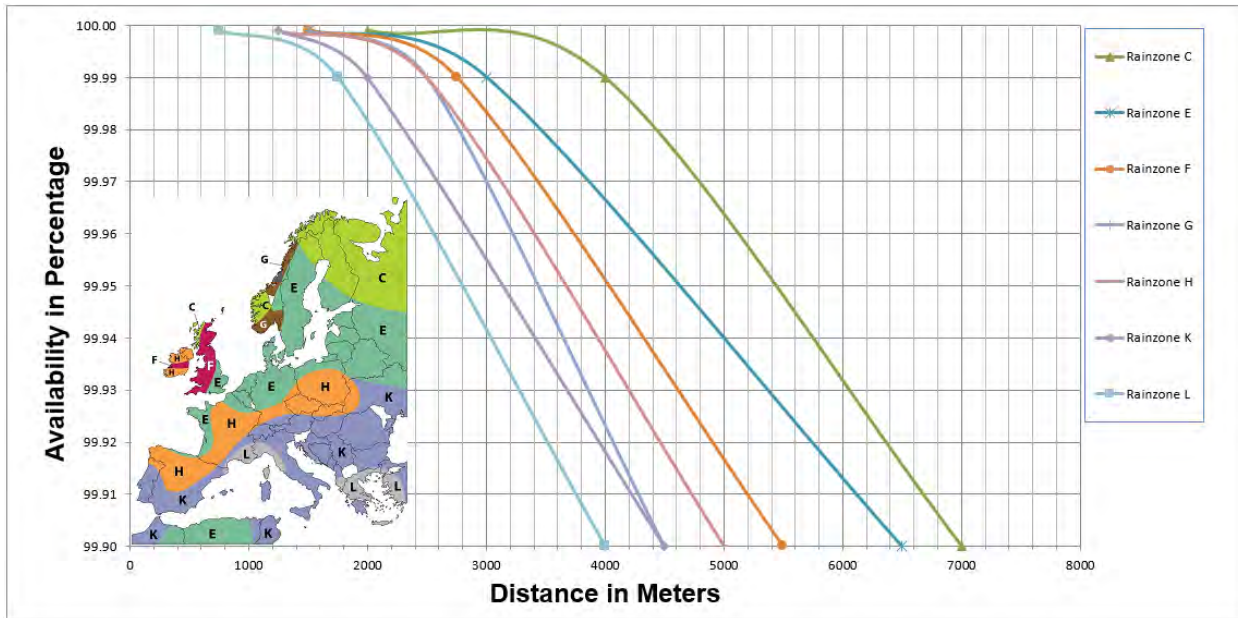 100.00
99.99
99.98
99.97
99.96
99.95
99.94
99.93
99.92
99.91
99.90
Availability in Percentage
0 1000 2000 3000 4000 5000 6000 7000 8000
Distance in Meters
Rainzone C
Rainzone E
Rainzone F
Rainzone G
Rainzone H
Rainzone K
Rainzone L
G
C
E
C
G
C
F
E
F
H
H
F
E
E
H
K
E
H
L
K
H
K
L
L
K
E
K